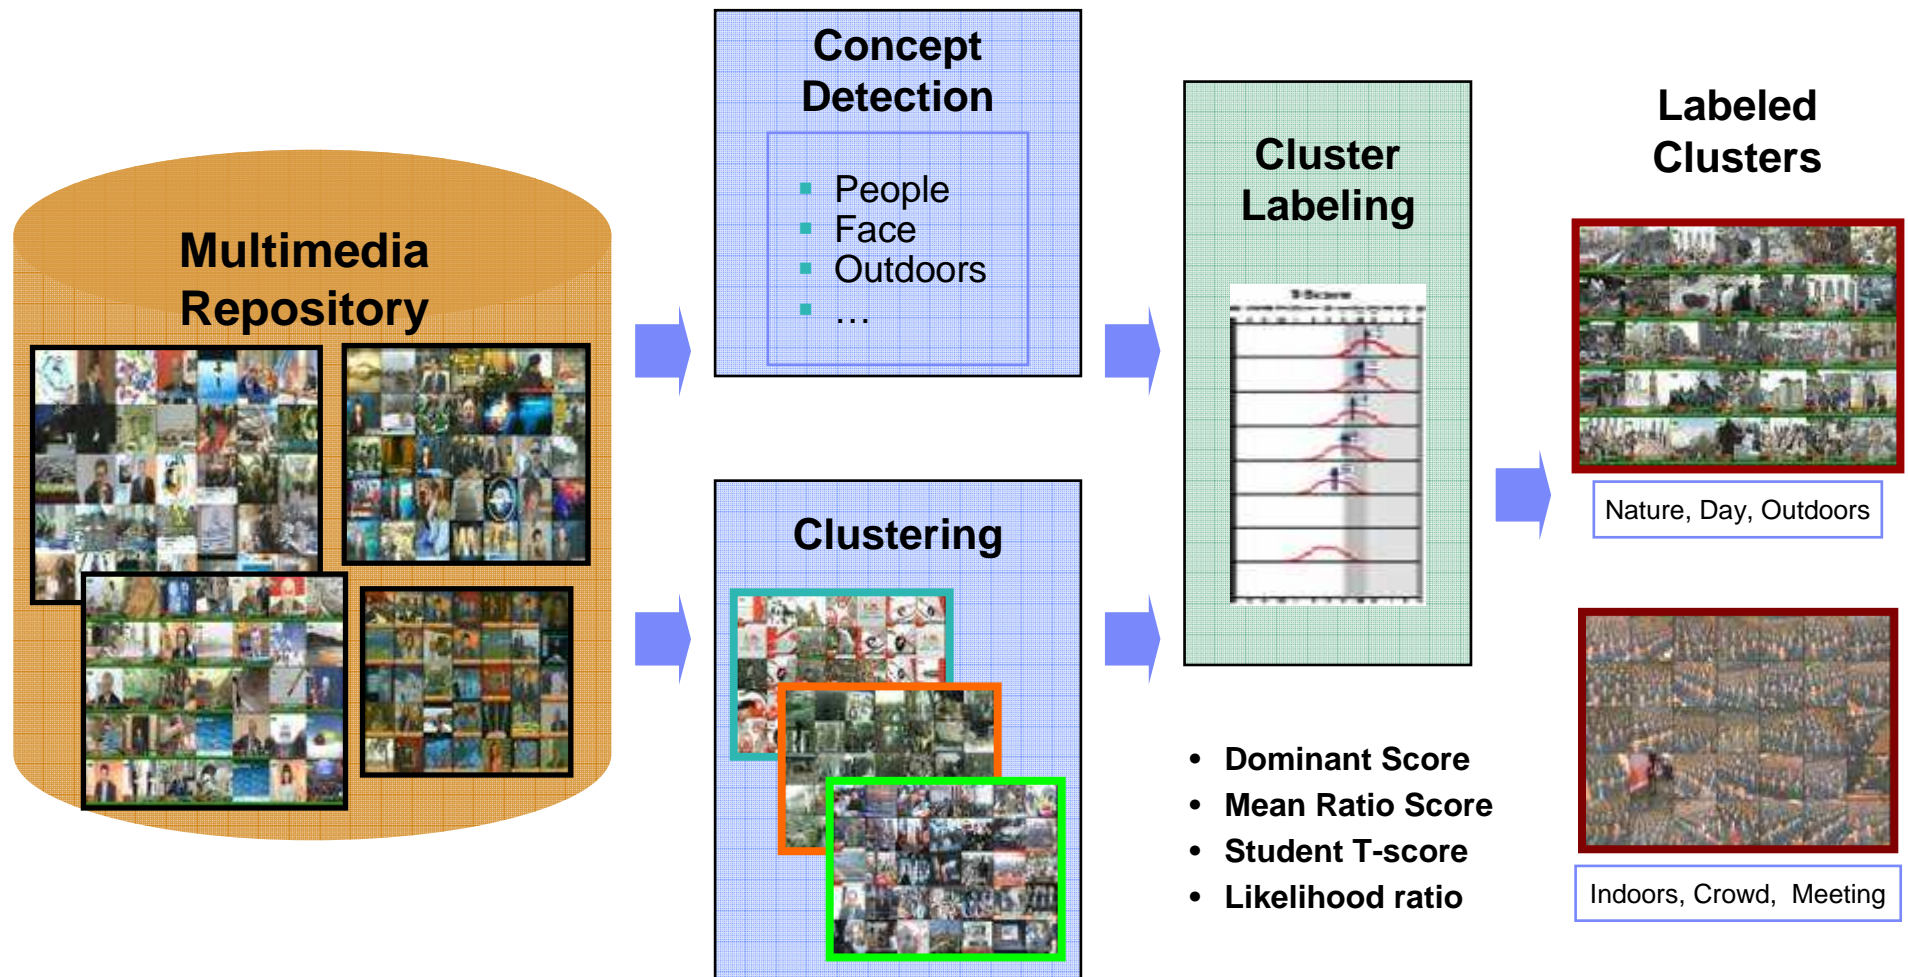 Multimedia
Repository
Concept
Detection
People
Face
Outdoors
…
Clustering
Cluster
Labeling
T-Score
• Dominant Score
• Mean Ratio Score
• Student T-score
• Likelihood ratio
Labeled
Clusters
Nature, Day, Outdoors
Indoors, Crowd, Meeting